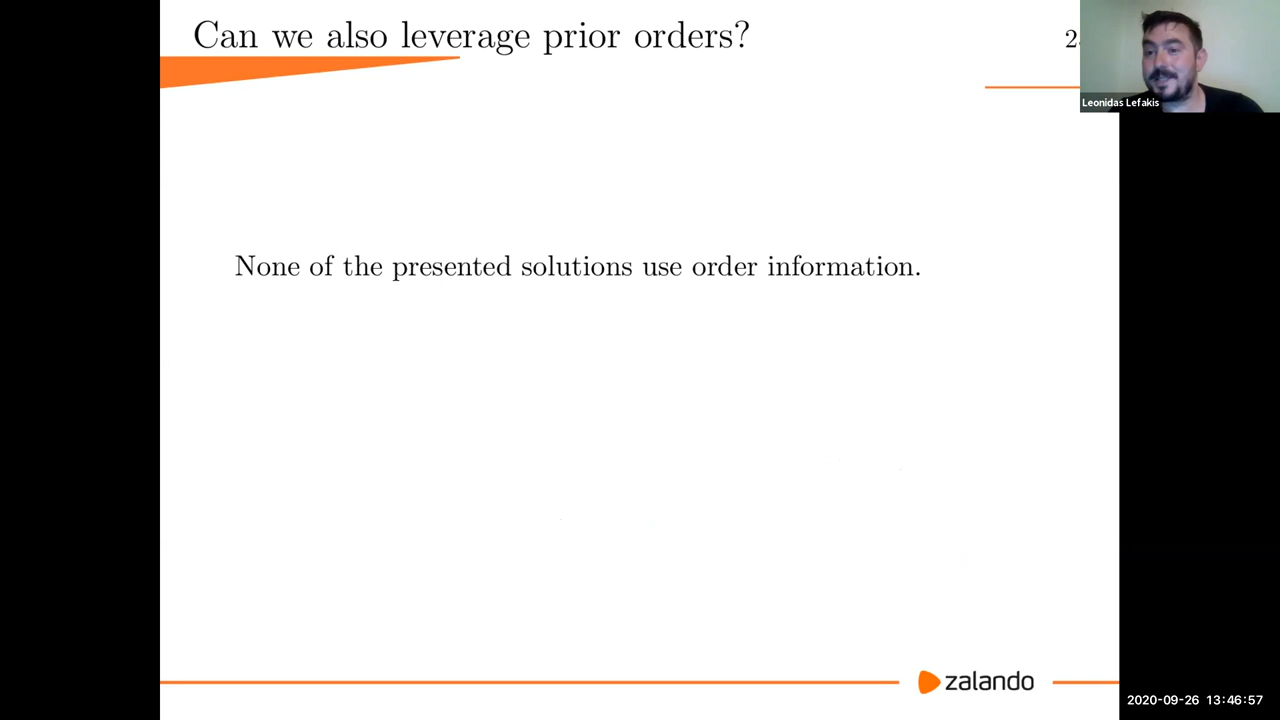 Can we also leverage prior orders?
Leonidas Lefakis
None of the presented solutions use order information.
zalando
2020-09-26 13:46:57